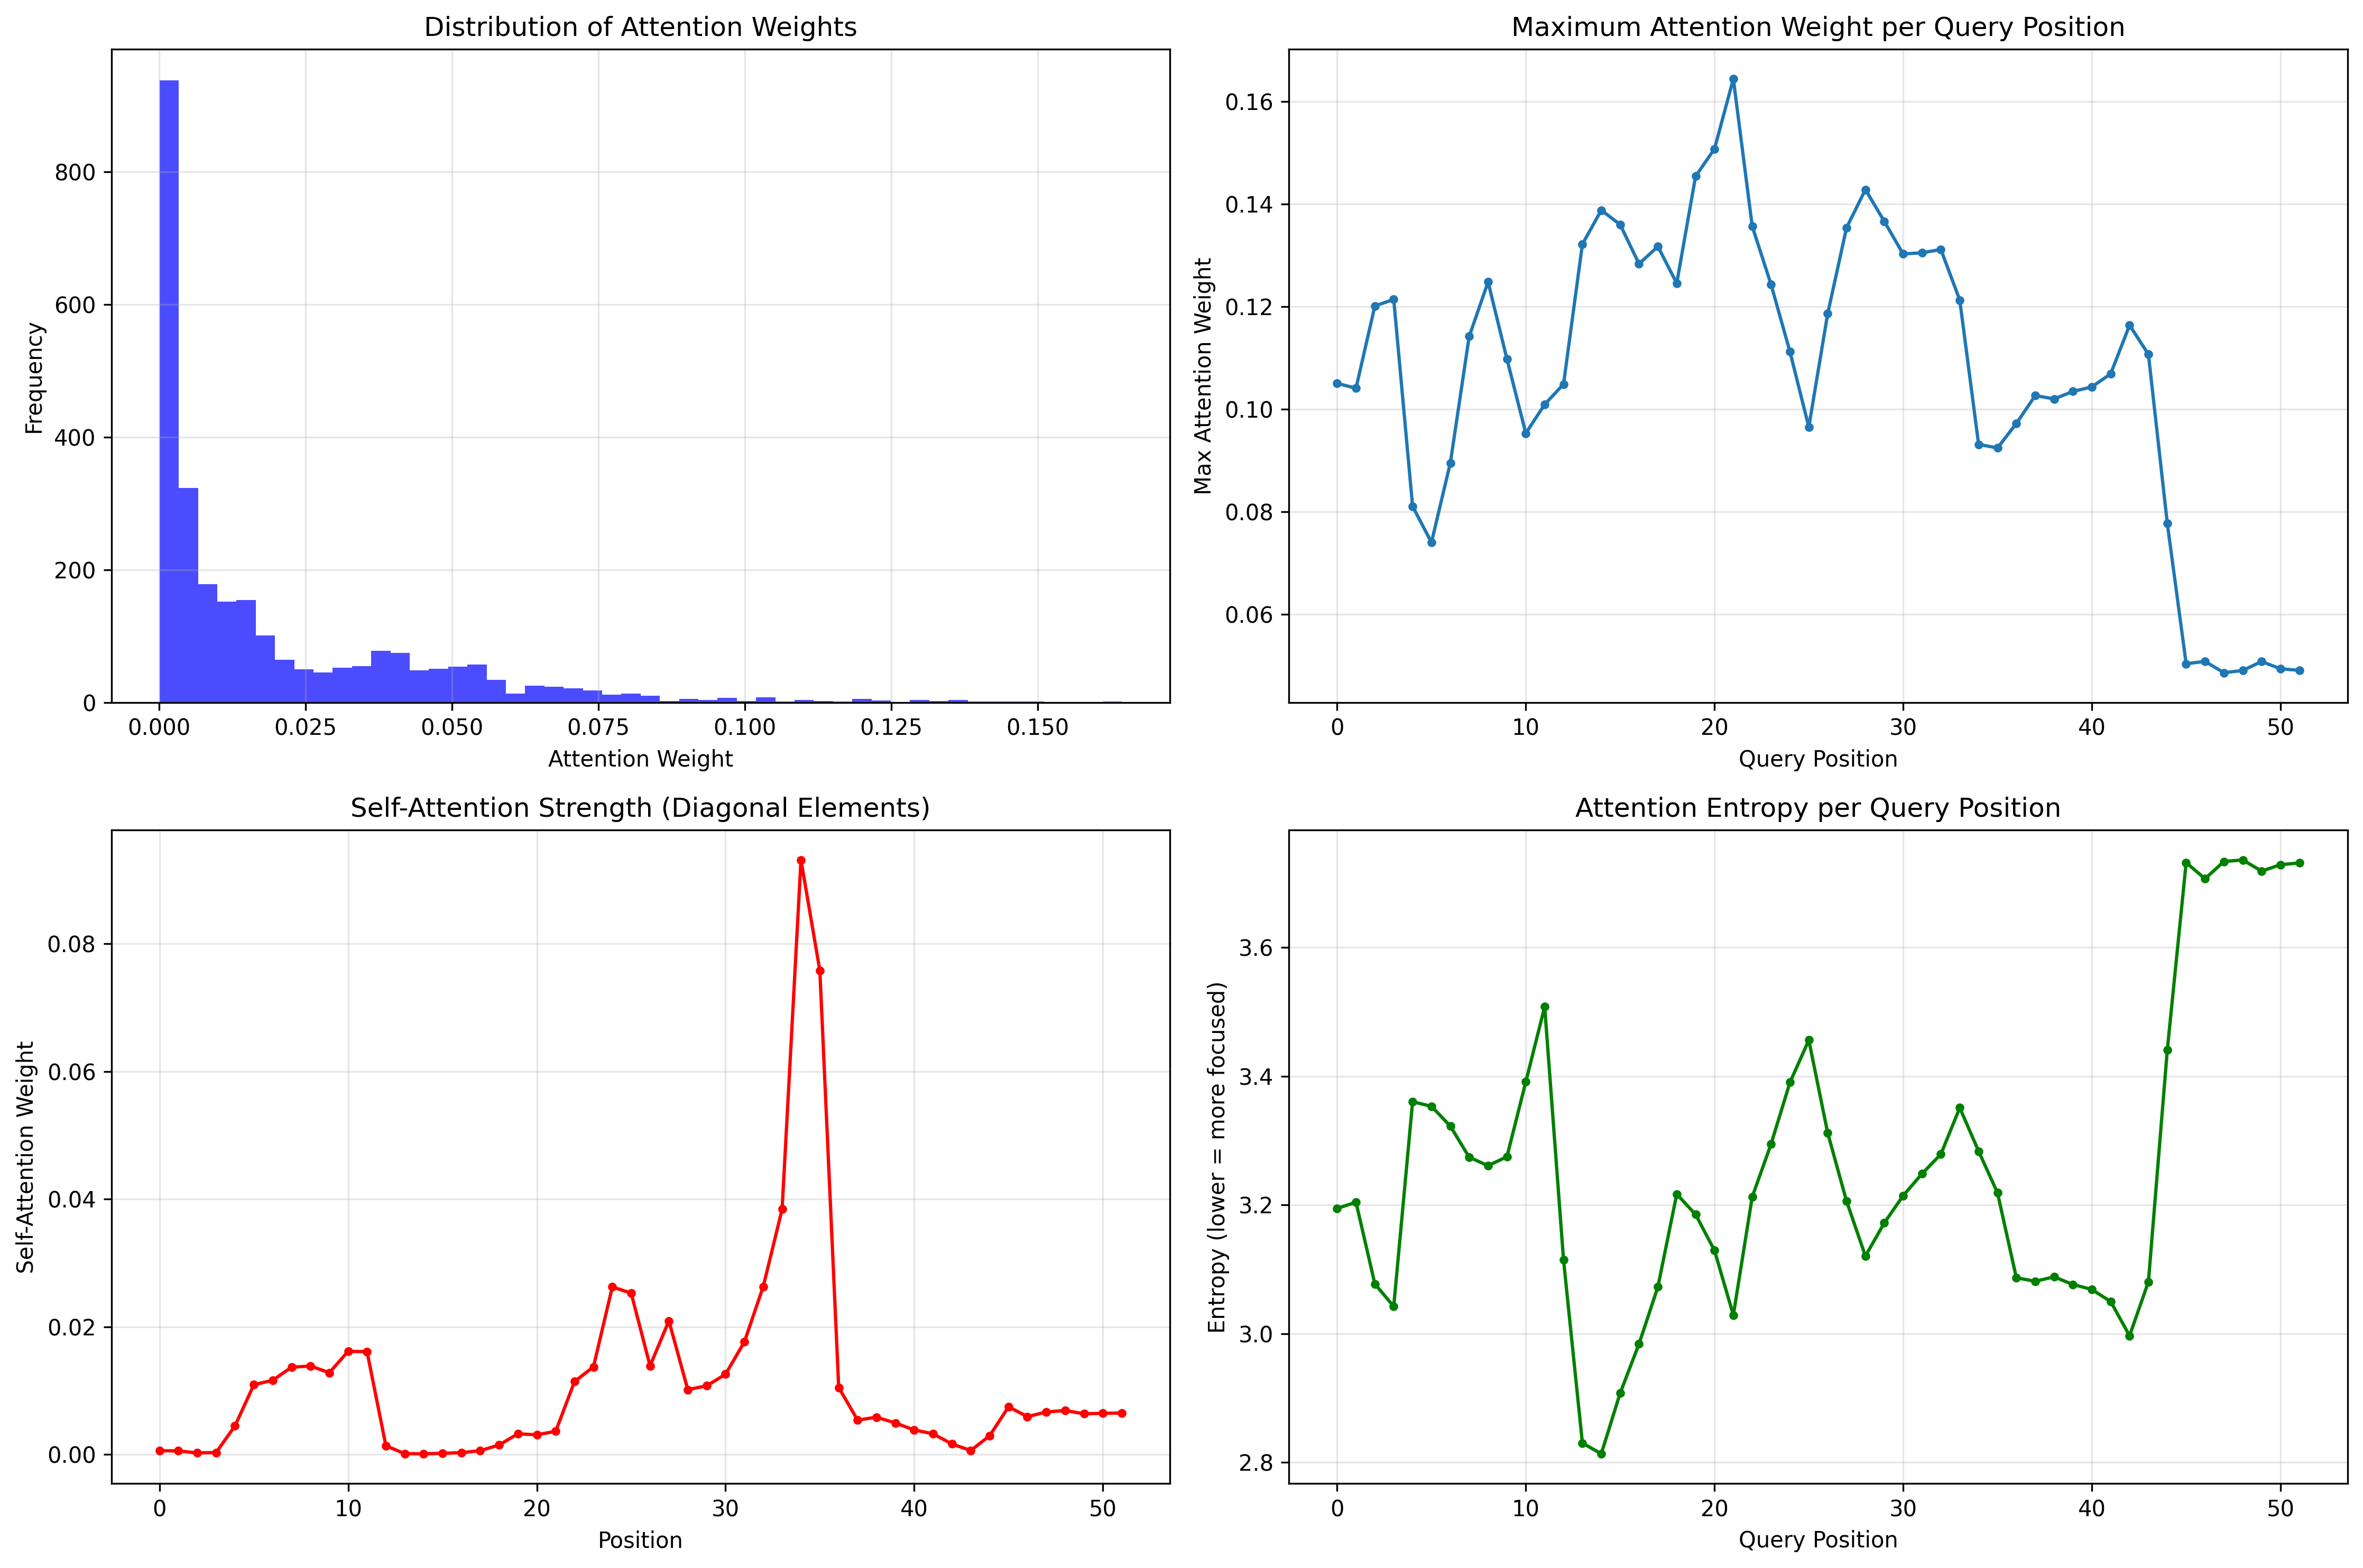 Distribution of Attention Weights
Frequency
800
600
400
200
0
0.000 0.025 0.050 0.075 0.100 0.125 0.150
Attention Weight
Maximum Attention Weight per Query Position
Max Attention Weight
0.16
0.14
0.12
0.10
0.08
0.06
0 10 20 30 40 50
Query Position
Self-Attention Strength (Diagonal Elements)
Self-Attention Weight
0.08
0.06
0.04
0.02
0.00
0 10 20 30 40 50
Position
Attention Entropy per Query Position
Entropy (lower = more focused)
3.6
3.4
3.2
3.0
2.8
0 10 20 30 40 50
Query Position